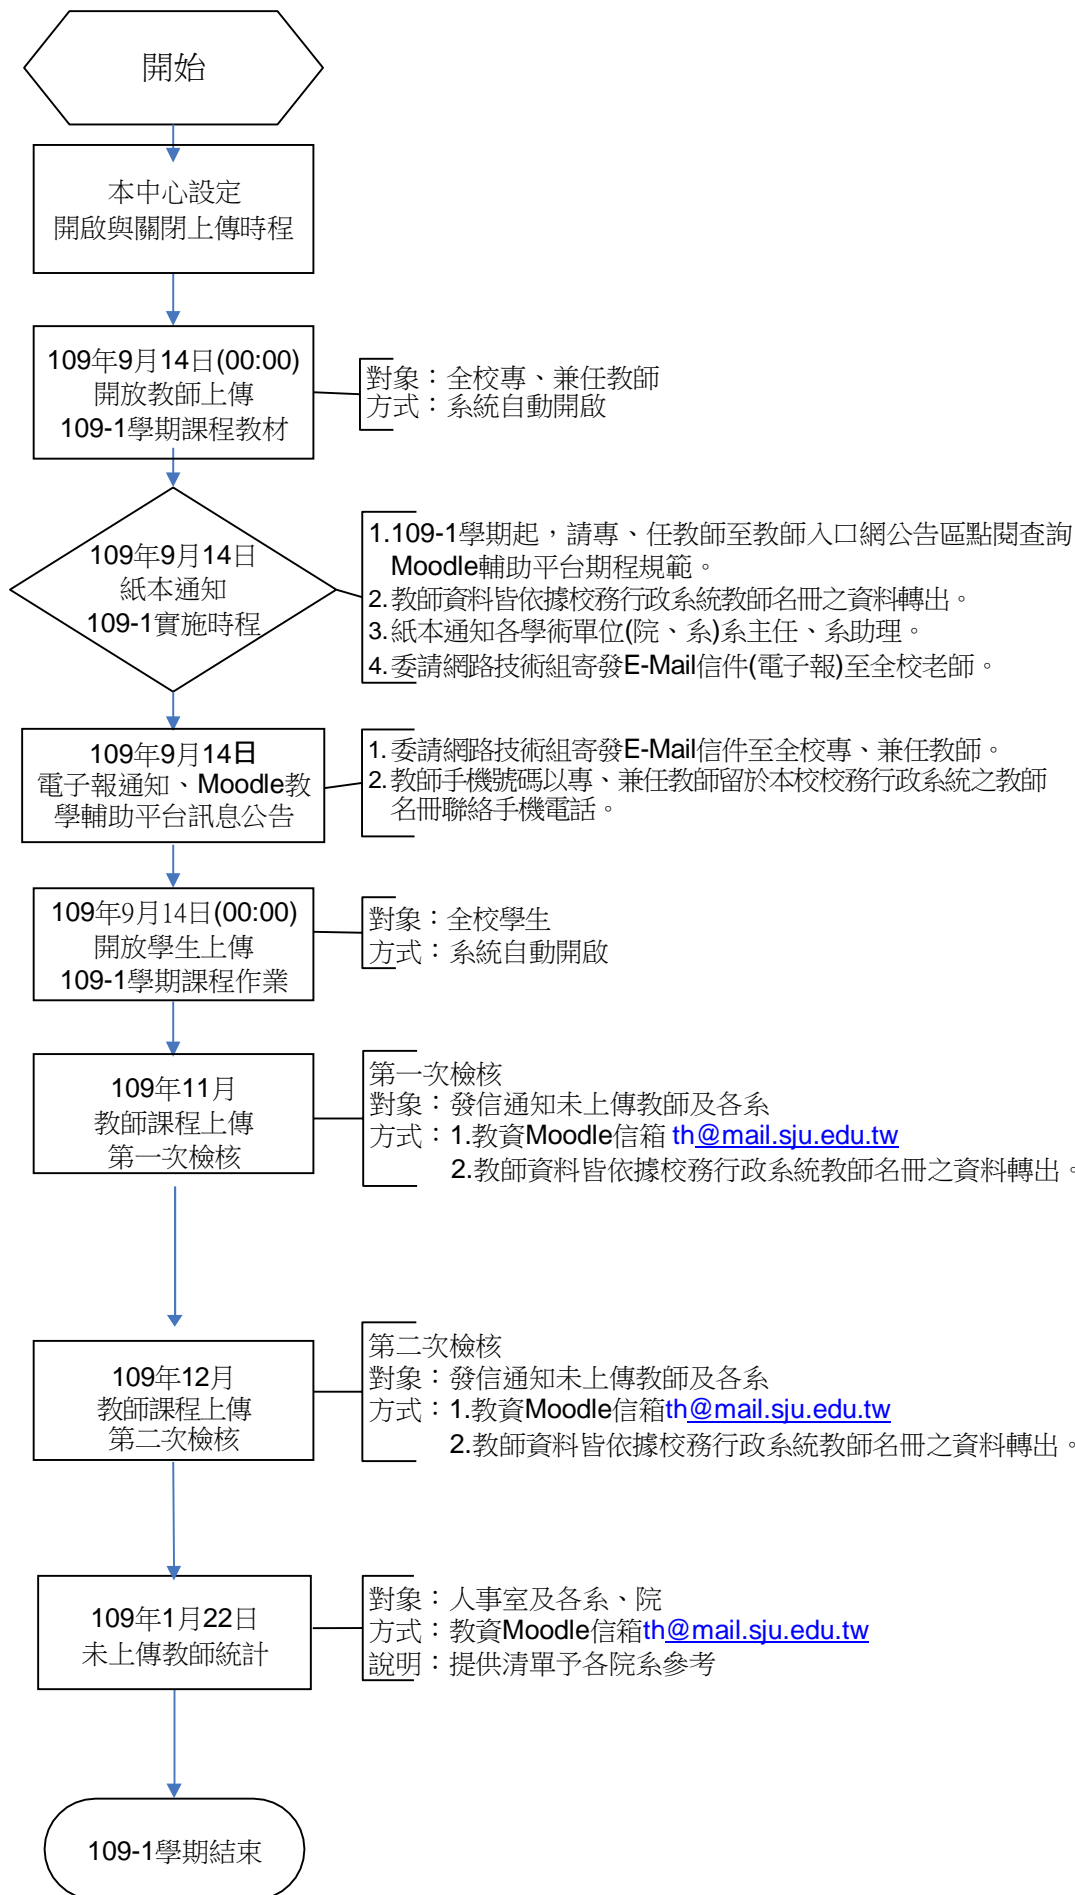 開始
本中心設定
開啟與關閉上傳時程
109年9月14日(00:00)
開放教師上傳
109-1學期課程教材
對象：全校專、兼任教師
方式：系統自動開啟
109年9月14日
紙本通知
109-1實施時程
1.109-1學期起，請專、任教師至教師入口網公告區點閱查詢
Moodle輔助平台期程規範。
2.教師資料皆依據校務行政系統教師名冊之資料轉出。
3.紙本通知各學術單位(院、系)系主任、系助理。
4.委請網路技術組寄發E-Mail信件(電子報)至全校老師。
109年9月14日
電子報通知、Moodle教
學輔助平台訊息公告
1.委請網路技術組寄發E-Mail信件至全校專、兼任教師。
2.教師手機號碼以專、兼任教師留於本校校務行政系統之教師
名冊聯絡手機電話。
109年9月14日(00:00)
開放學生上傳
109-1學期課程作業
對象：全校學生
方式：系統自動開啟
109年11月
教師課程上傳
第一次檢核
第一次檢核
對象：發信通知未上傳教師及各系
方式：1.教資Moodle信箱 th@mail.sju.edu.tw
2.教師資料皆依據校務行政系統教師名冊之資料轉出。
109年12月
教師課程上傳
第二次檢核
第二次檢核
對象：發信通知未上傳教師及各系
方式：1.教資Moodle信箱th@mail.sju.edu.tw
2.教師資料皆依據校務行政系統教師名冊之資料轉出。
109年1月22日
未上傳教師統計
對象：人事室及各系、院
方式：教資Moodle信箱th@mail.sju.edu.tw
說明：提供清單予各院系參考
109-1學期結束